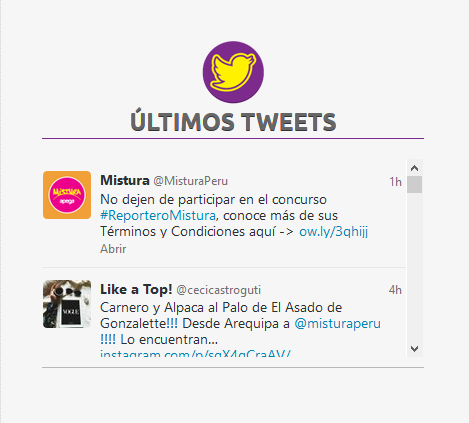 ÚLTIMOS TWEETS
Mistura @MisturaPeru 1h
MISTURA
apega
No dejen de participar en el concurso
#ReporteroMistura, conoce más de sus
Términos y Condiciones aquí -> ow.ly/3qhijj
Abrir
Like a Top! @cecicastroguti 4h
VOGUE
Carnero y Alpaca al Palo de El Asado de
Gonzalette!!! Desde Arequipa a @misturaperu
!!!! Lo encuentran...
instagram.com/p/sqX4gCraAV/